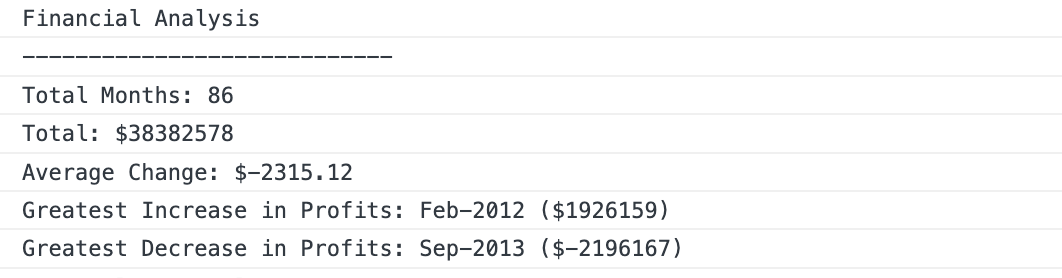 Financial Analysis
----------------------------
Total Months: 86
Total: $38382578
Average Change: $-2315.12
Greatest Increase in Profits: Feb-2012 ($1926159)
Greatest Decrease in Profits: Sep-2013 ($-2196167)